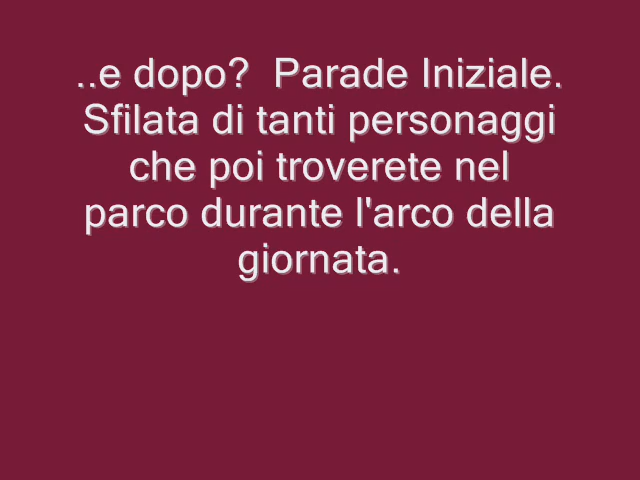 ..e dopo?  Parade Iniziale.
Sfilata di tanti personaggi
che poi troverete nel
parco durante l'arco della
giornata.